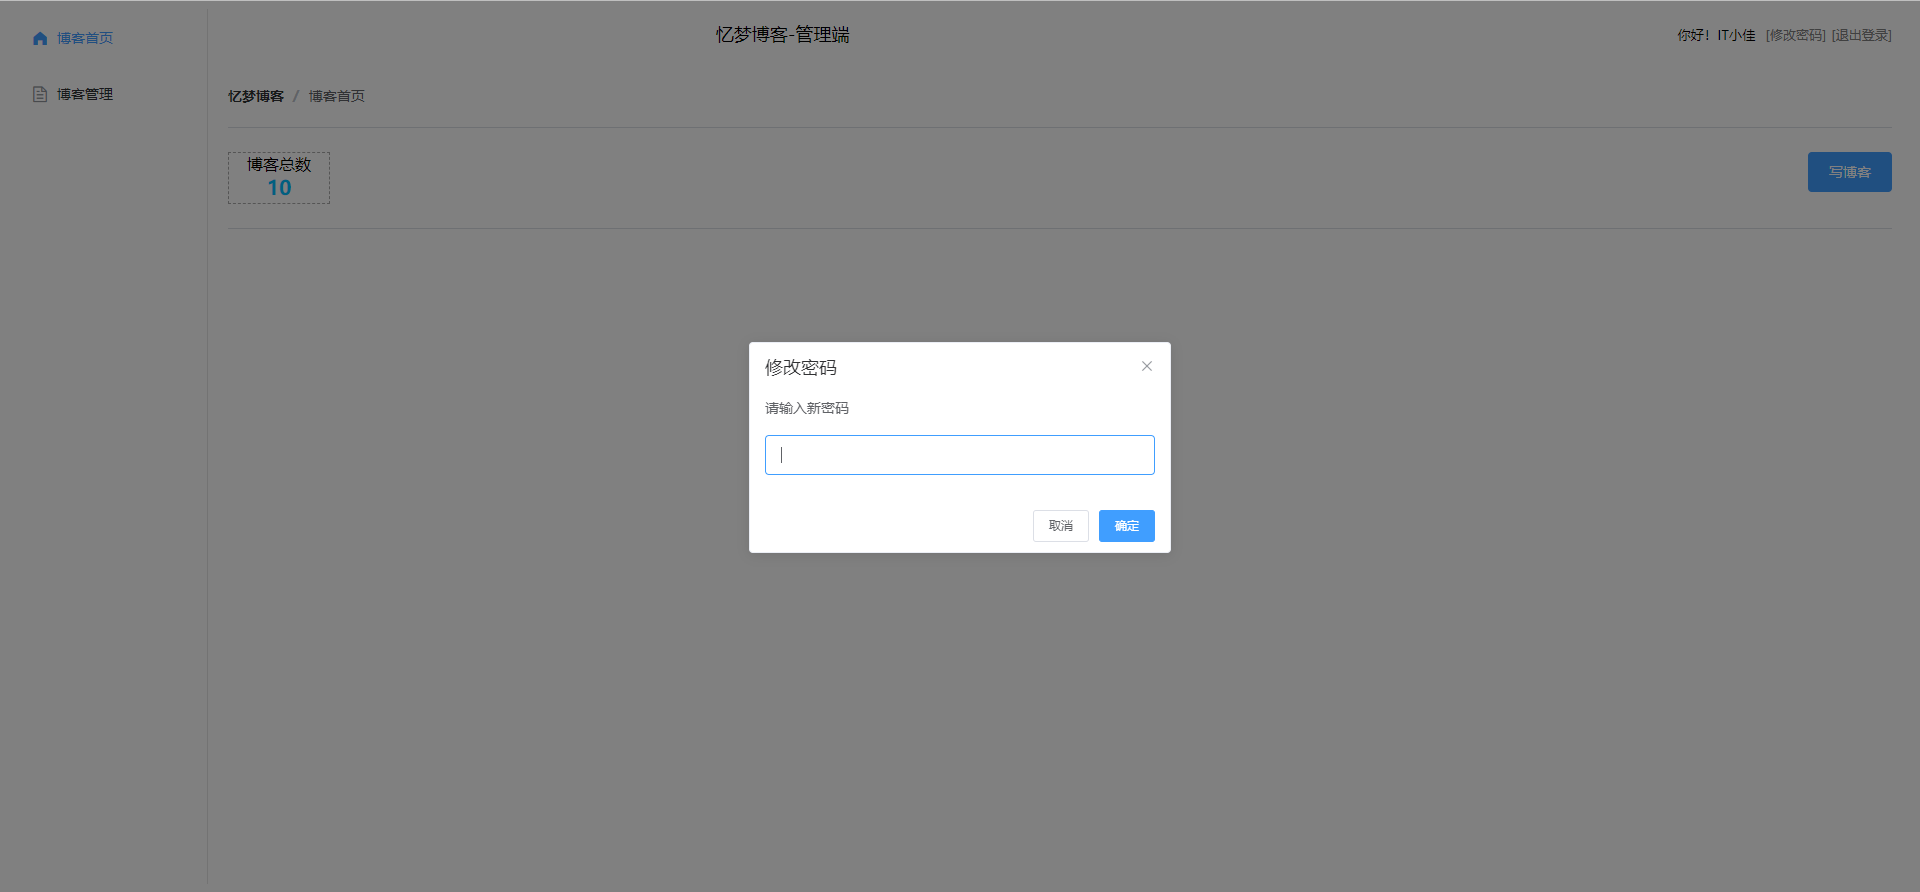 博客首页
博客管理
忆梦博客-管理端
你好！IT小佳 [修改密码] [退出登录]
忆梦博客 / 博客首页
博客总数
10
写博客
修改密码
请输入新密码
取消
确定